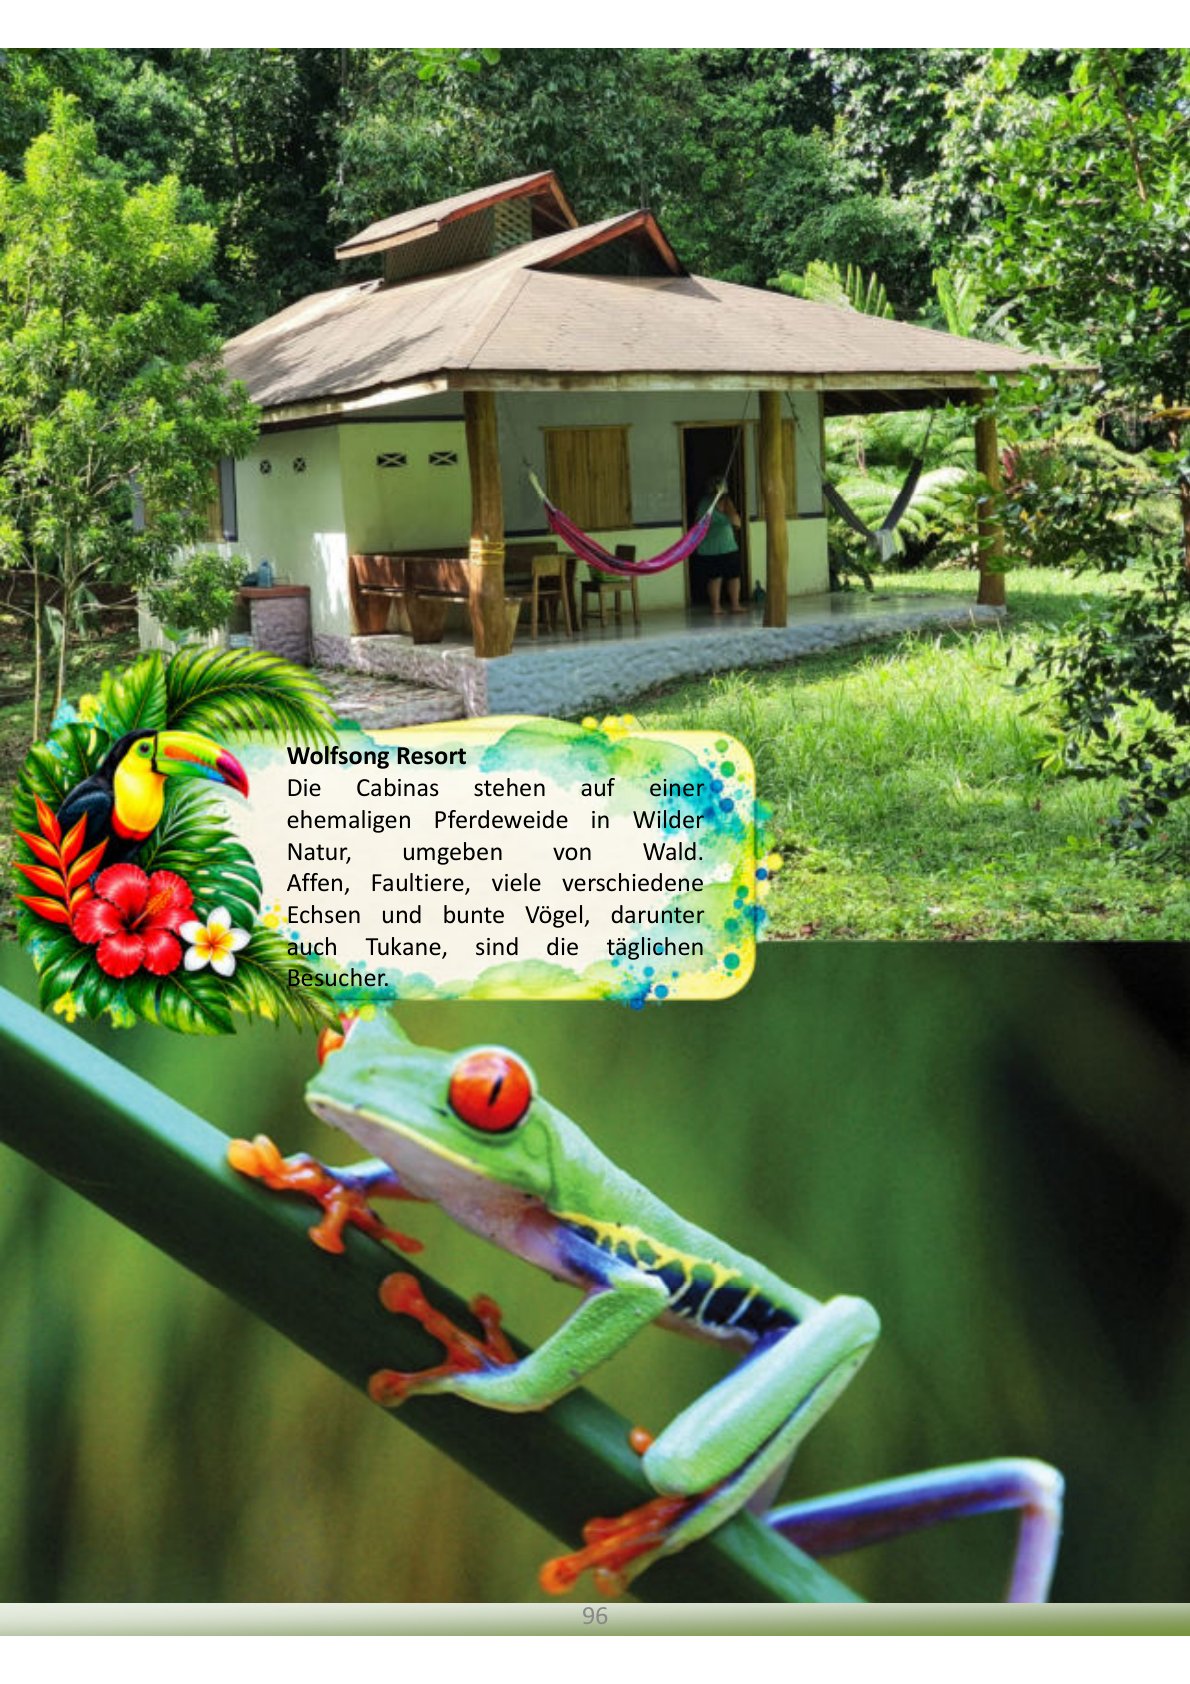 Wolfsong Resort
Die Cabinas stehen auf einer
ehemaligen Pferdeweide in Wilder
Natur, umgeben von Wald.
Affen, Faultiere, viele verschiedene
Echsen und bunte Vögel, darunter
auch Tukane, sind die täglichen
Besucher.
96